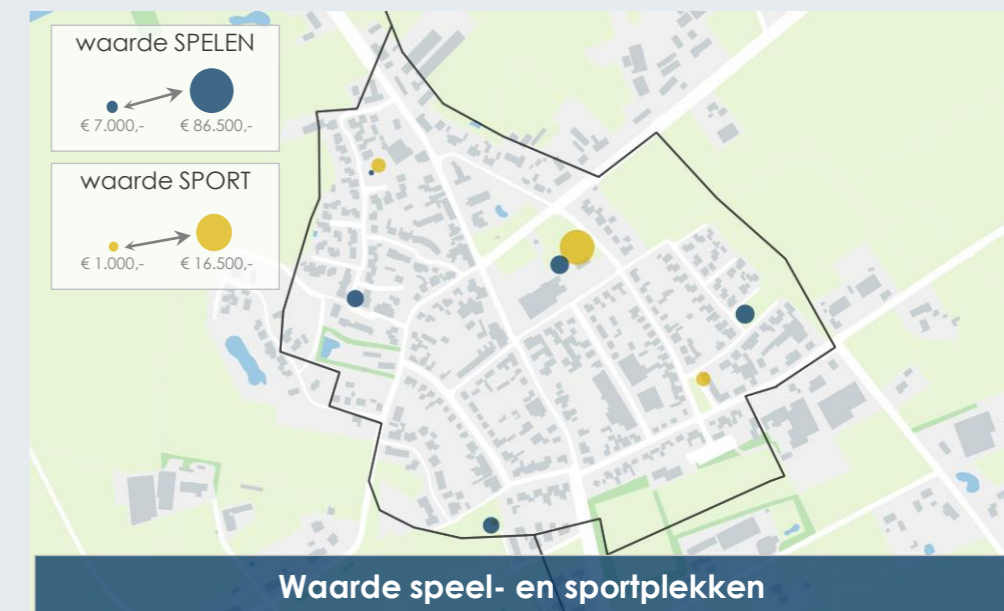 waarde SPELEN
€ 7.000,- € 86.500,-
waarde SPORT
€ 1.000,- € 16.500,-
Waarde speel- en sportplekken